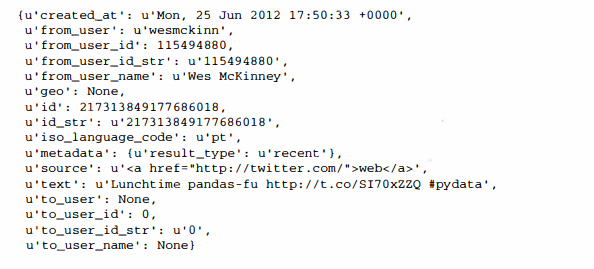 {u'created_at': u'Mon, 25 Jun 2012 17:50:33 +0000',
u'from_user': u'wesmckinn',
u'from_user_id': 115494880,
u'from_user_id_str': u'115494880',
u'from_user_name': u'Wes McKinney',
u'geo': None,
u'id': 217313849177686018,
u'id_str': u'217313849177686018',
u'iso_language_code': u'pt',
u'metadata': {u'result_type': u'recent'},
u'source': u'<a href="http://twitter.com/">web</a>',
u'text': u'Lunchtime pandas-fu http://t.co/SI70xZZQ #pydata',
u'to_user': None,
u'to_user_id': 0,
u'to_user_id_str': u'0',
u'to_user_name': None}